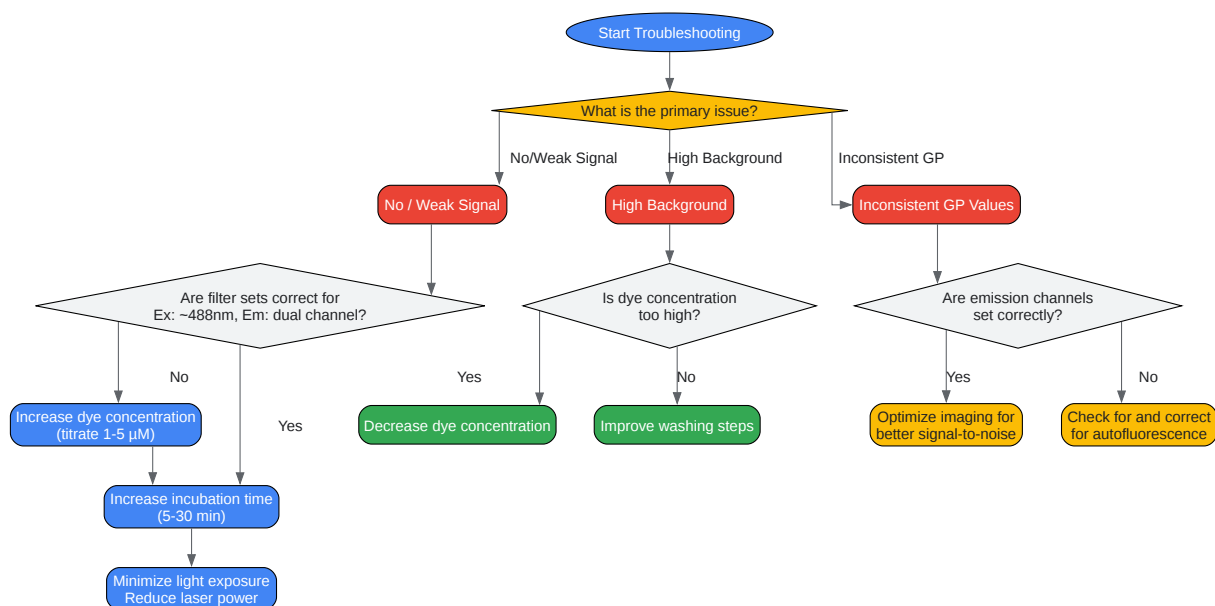 Start Troubleshooting
What is the primary issue?
No/Weak Signal
High Background
Inconsistent GP
No / Weak Signal
High Background
Inconsistent GP Values
Are filter sets correct for
Ex: ~488nm, Em: dual channel?
Is dye concentration
too high?
Are emission channels
set correctly?
No
Yes
Yes
No
Yes
No
Increase dye concentration
(titrate 1-5 µM)
Decrease dye concentration
Improve washing steps
Optimize imaging for
better signal-to-noise
Check for and correct
for autofluorescence
Increase incubation time
(5-30 min)
Minimize light exposure
Reduce laser power